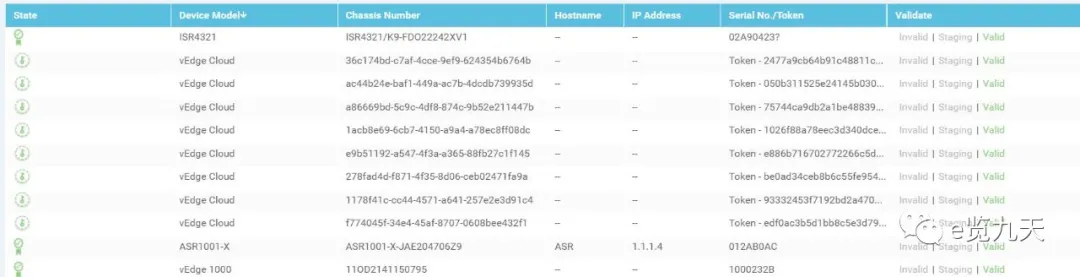 State Device Model Chassis Number Hostname IP Address Serial No./Token Validate
ISR4321 ISR4321/K9-FDO22242XV1 -- -- 02A90423? Invalid | Staging | Valid
vEdge Cloud 36c174bd-c7af-4cce-9ef9-624354b6764b -- -- Token - 2477a9cb64b91c48811c... Invalid | Staging | Valid
vEdge Cloud ac44b24e-baf1-449a-ac7b-4dcdb739935d -- -- Token - 050b311525e24145b030... Invalid | Staging | Valid
vEdge Cloud a86669bd-5c9c-4df8-874c-9b52e211447b -- -- Token - 75744ca9db2a1be48839... Invalid | Staging | Valid
vEdge Cloud 1acb8e69-6cb7-4150-a9a4-a78ec8ff08dc -- -- Token - 1026f88a78eec3d340dce... Invalid | Staging | Valid
vEdge Cloud e9b51192-a547-4f3a-a365-88fb27c1f145 -- -- Token - e886b716702772266c5d... Invalid | Staging | Valid
vEdge Cloud 278fad4d-f871-4f35-8d06-ceb02471fa9a -- -- Token - be0ad34ceb8b6c55fe954... Invalid | Staging | Valid
vEdge Cloud 1178f41c-cc44-4571-a641-257e2e3d91c4 -- -- Token - 93332453f7192bd2a470... Invalid | Staging | Valid
vEdge Cloud f774045f-34e4-45af-8707-0608bee432f1 -- -- Token - edf0ac3b5d1bb8c5e3d79... Invalid | Staging | Valid
ASR1001-X ASR1001-X-JAE204706Z9 ASR 1.1.1.4 012AB0AC Invalid | Staging | Valid
vEdge 1000 11OD2141150795 -- -- 1000232B Invalid | Staging | Valid
e览九天